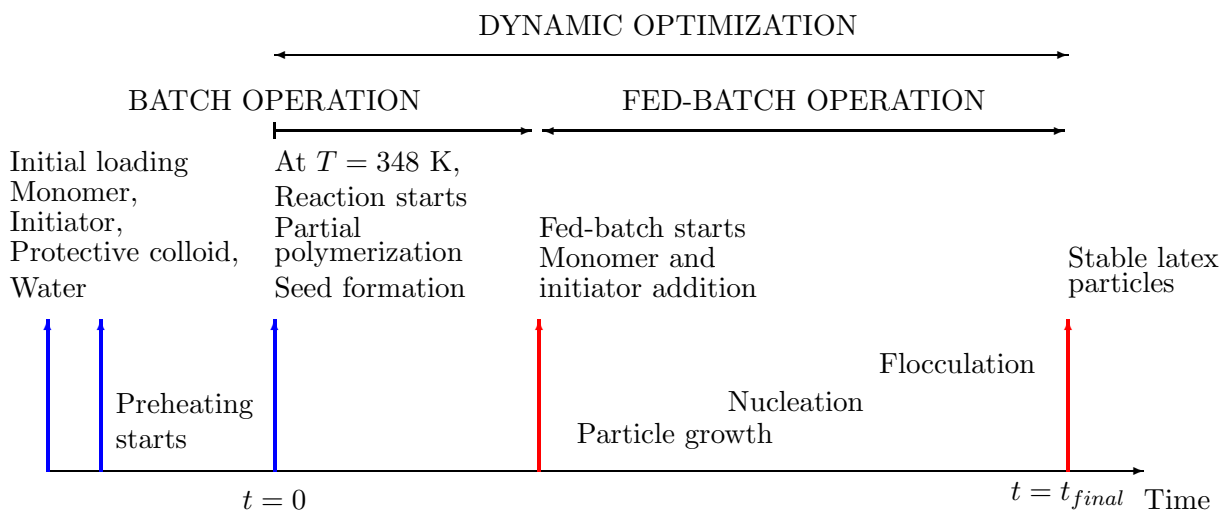 DYNAMIC OPTIMIZATION
BATCH OPERATION
FED-BATCH OPERATION
Initial loading
Monomer,
Initiator,
Protective colloid,
Water
At T = 348 K,
Reaction starts
Partial
polymerization
Seed formation
Fed-batch starts
Monomer and
initiator addition
Stable latex
particles
Preheating
starts
Flocculation
Nucleation
Particle growth
t = 0
t = t_final
Time